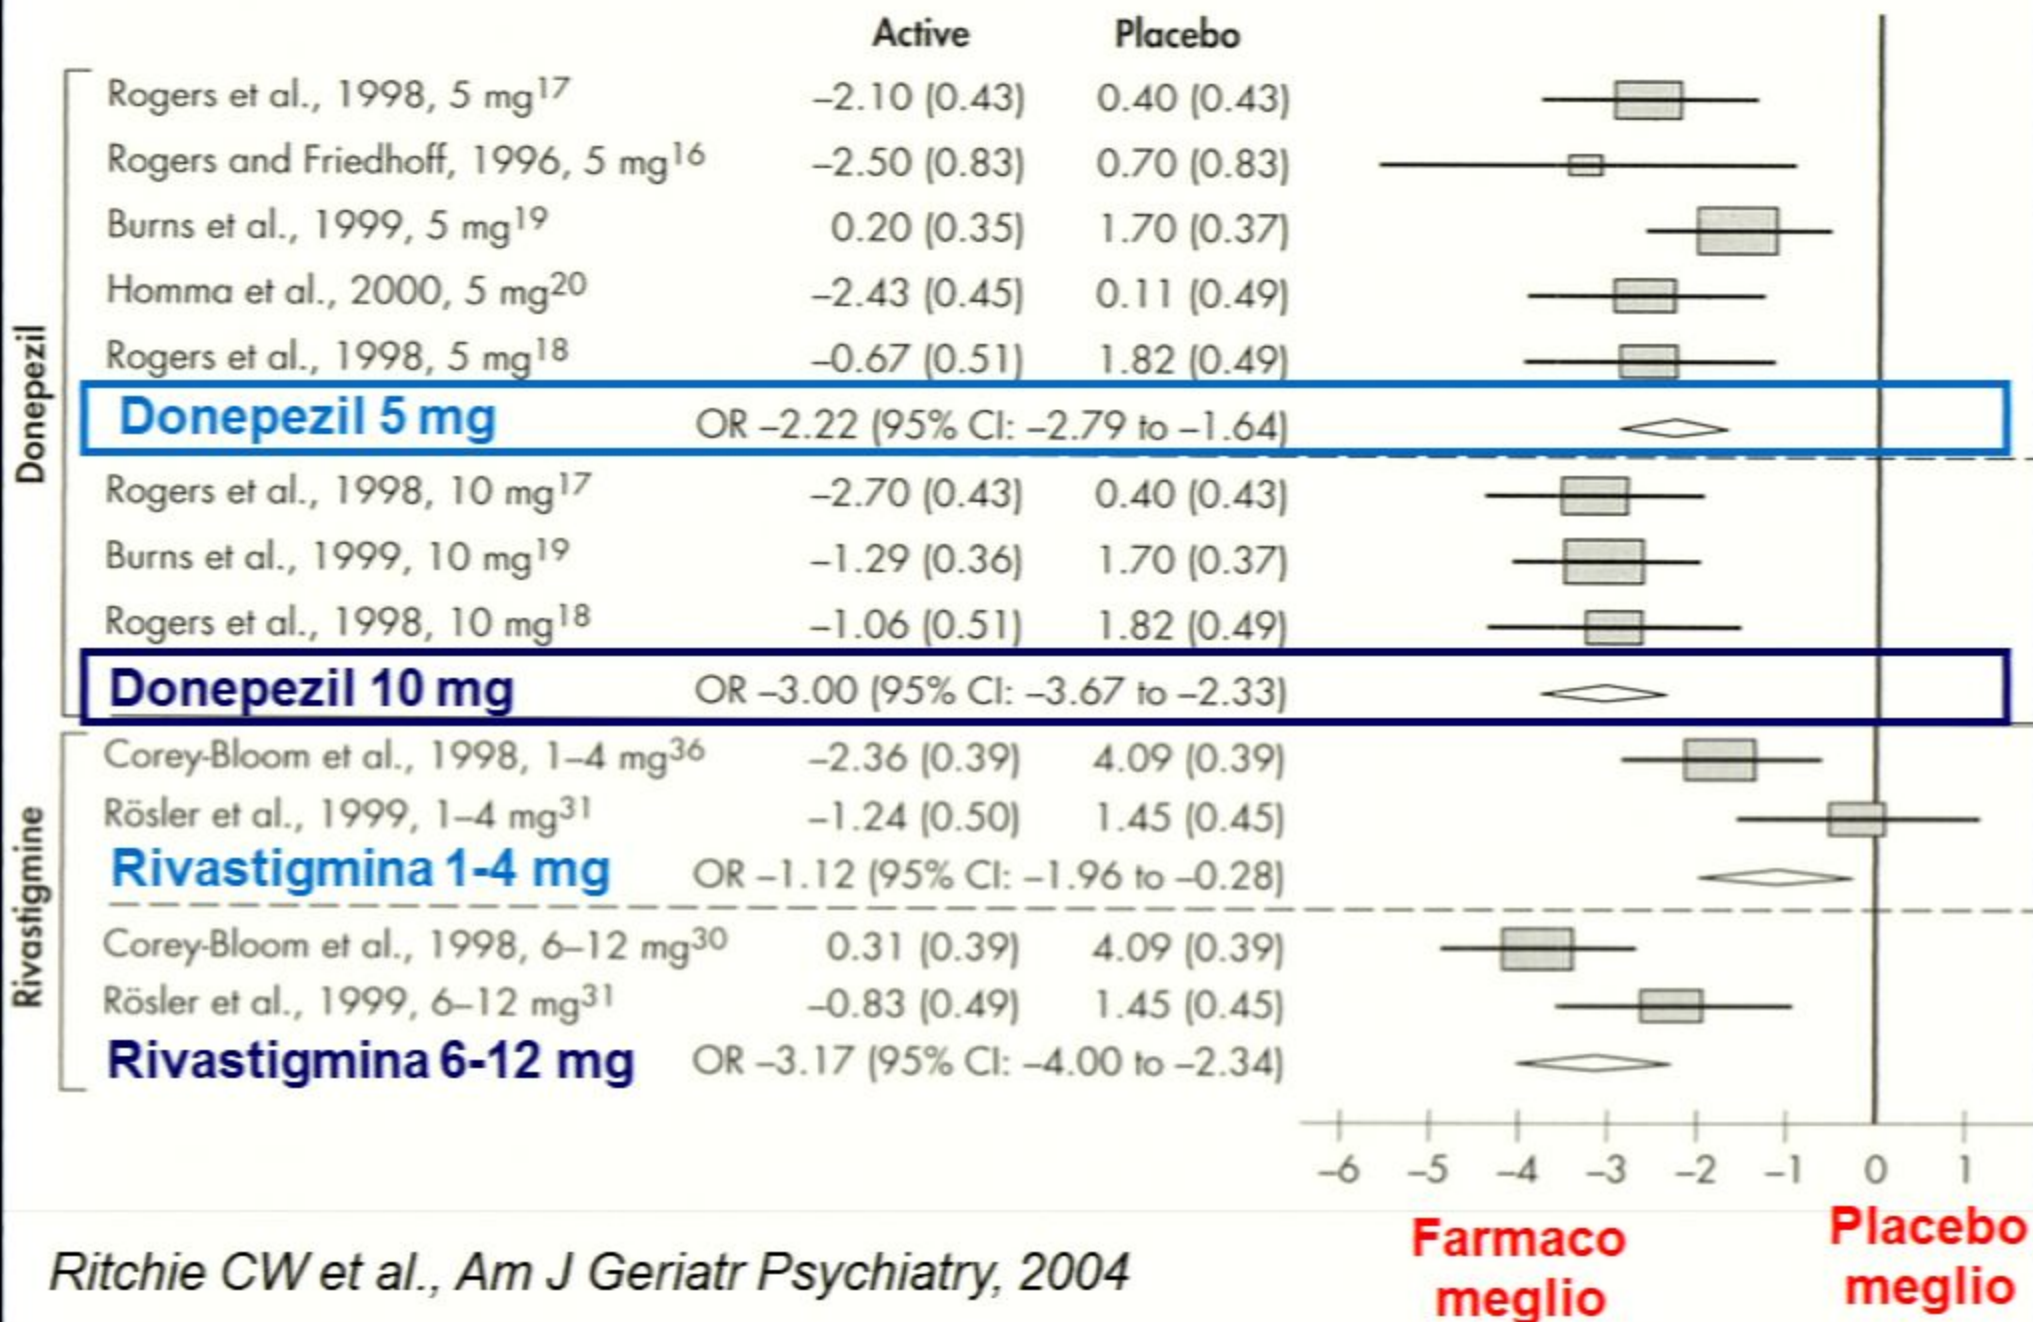 Active Placebo
Donepezil
Rogers et al., 1998, 5 mg17 –2.10 (0.43) 0.40 (0.43)
Rogers and Friedhoff, 1996, 5 mg16 –2.50 (0.83) 0.70 (0.83)
Burns et al., 1999, 5 mg19 0.20 (0.35) 1.70 (0.37)
Homma et al., 2000, 5 mg20 –2.43 (0.45) 0.11 (0.49)
Rogers et al., 1998, 5 mg18 –0.67 (0.51) 1.82 (0.49)
Donepezil 5 mg OR –2.22 (95% CI: –2.79 to –1.64)
Rogers et al., 1998, 10 mg17 –2.70 (0.43) 0.40 (0.43)
Burns et al., 1999, 10 mg19 –1.29 (0.36) 1.70 (0.37)
Rogers et al., 1998, 10 mg18 –1.06 (0.51) 1.82 (0.49)
Donepezil 10 mg OR –3.00 (95% CI: –3.67 to –2.33)
Rivastigmine
Corey-Bloom et al., 1998, 1–4 mg36 –2.36 (0.39) 4.09 (0.39)
Rösler et al., 1999, 1–4 mg31 –1.24 (0.50) 1.45 (0.45)
Rivastigmina 1-4 mg OR –1.12 (95% CI: –1.96 to –0.28)
Corey-Bloom et al., 1998, 6–12 mg30 0.31 (0.39) 4.09 (0.39)
Rösler et al., 1999, 6–12 mg31 –0.83 (0.49) 1.45 (0.45)
Rivastigmina 6-12 mg OR –3.17 (95% CI: –4.00 to –2.34)
–6 –5 –4 –3 –2 –1 0 1
Farmaco meglio
Placebo meglio
Ritchie CW et al., Am J Geriatr Psychiatry, 2004